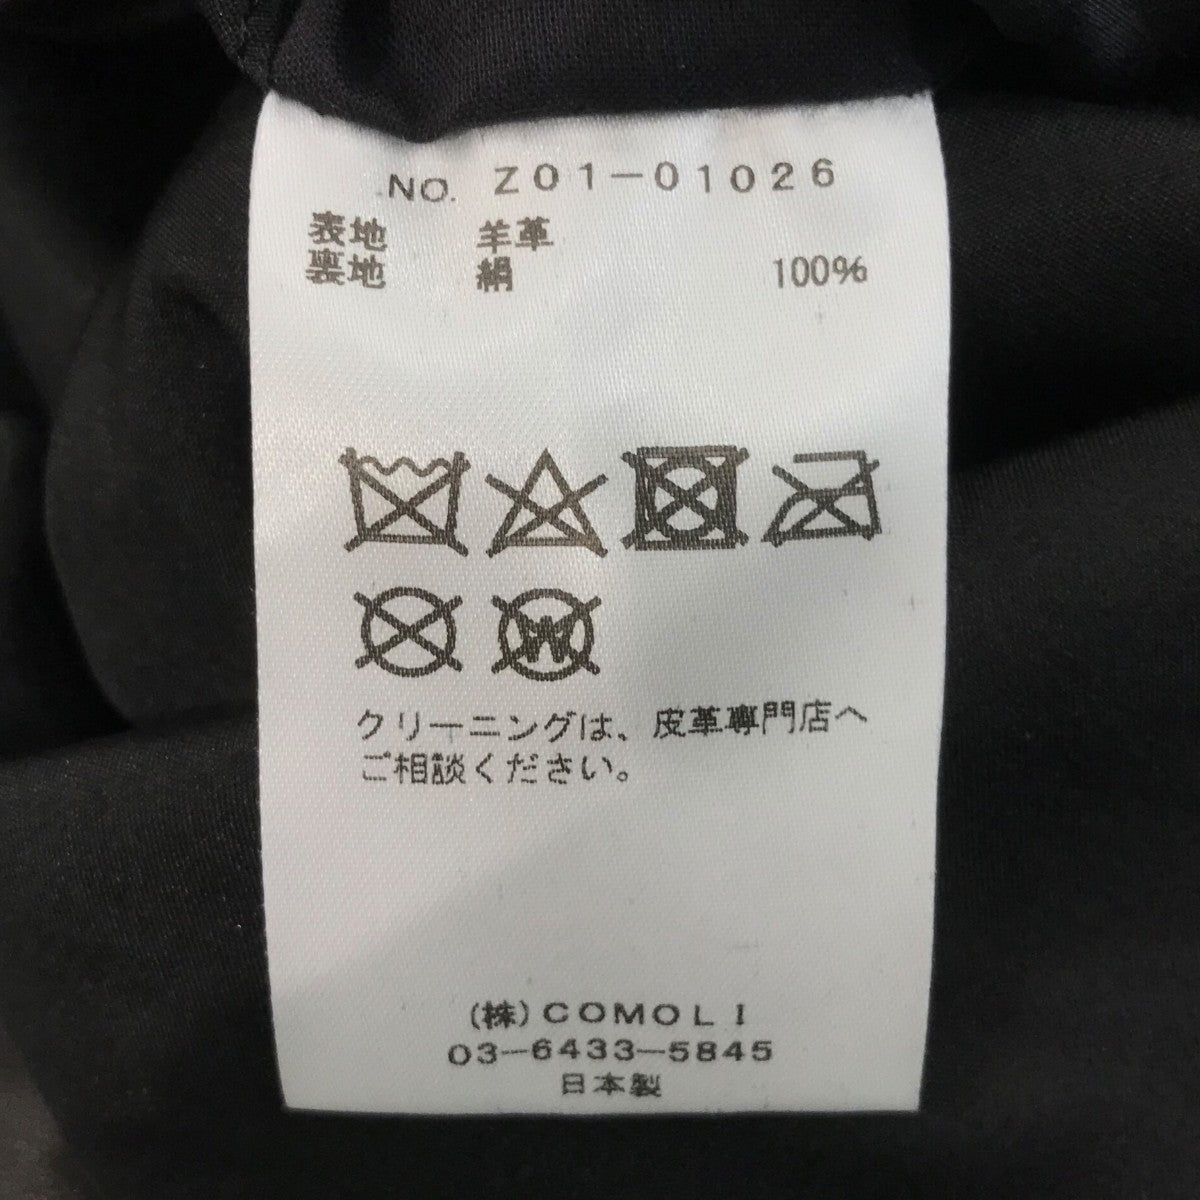 NO. Z01-01026
表地 羊革
裏地 絹 100%
W
クリーニングは、皮革専門店へ
ご相談ください。
(株)COMOLI
03-6433-5845
日本製